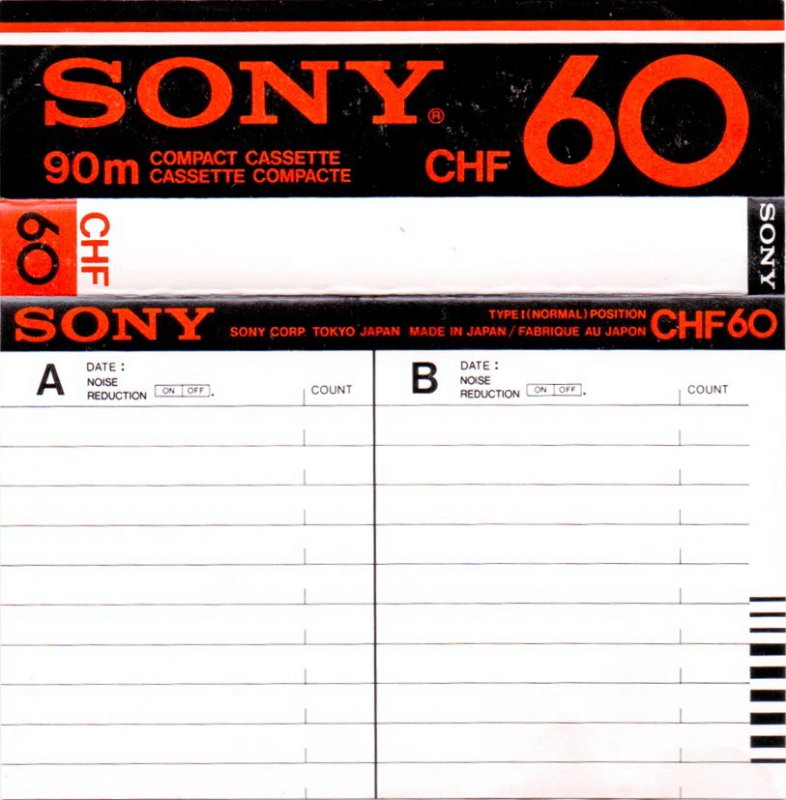 SONY®
60
90m COMPACT CASSETTE
CASSETTE COMPACTE
CHF
60
CHF
SONY
SONY
TYPE I (NORMAL) POSITION
SONY CORP. TOKYO JAPAN MADE IN JAPAN / FABRIQUE AU JAPON
CHF60
A
DATE :
NOISE
REDUCTION ON OFF .
COUNT
B
DATE :
NOISE
REDUCTION ON OFF .
COUNT